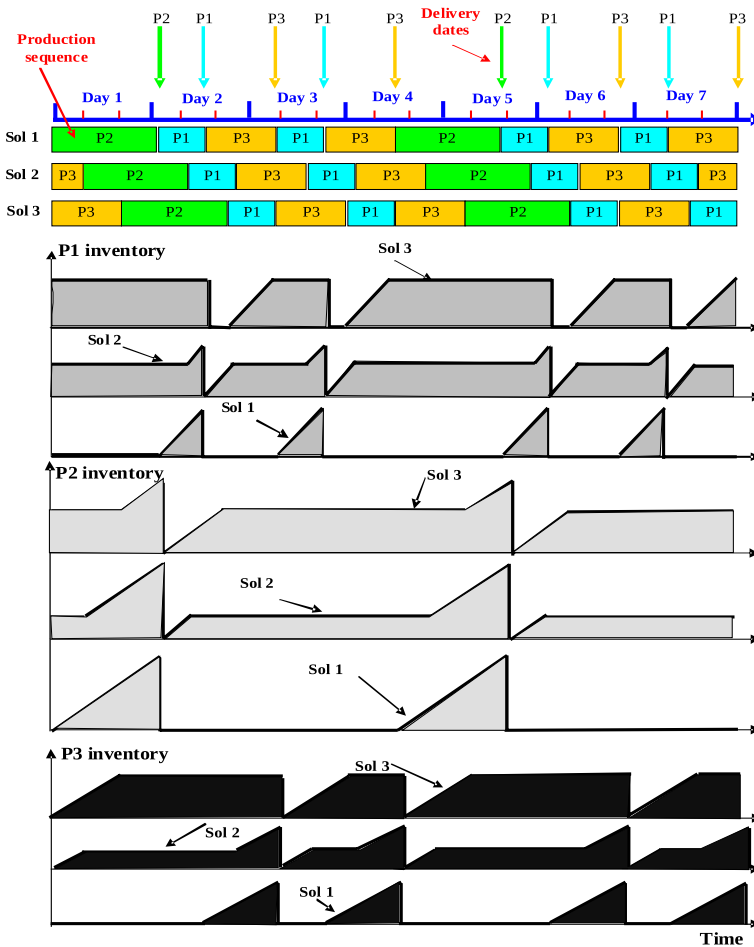 P2 P1 P3 P1 P3 Delivery dates P2 P1 P3 P1 P3
Production
sequence
Day 1 Day 2 Day 3 Day 4 Day 5 Day 6 Day 7
Sol 1 P2 P1 P3 P1 P3 P2 P1 P3 P1 P3
Sol 2 P3 P2 P1 P3 P1 P3 P2 P1 P3 P1 P3
Sol 3 P3 P2 P1 P3 P1 P3 P2 P1 P3 P1
P1 inventory
Sol 3
Sol 2
Sol 1
P2 inventory
Sol 3
Sol 2
Sol 1
P3 inventory
Sol 3
Sol 2
Sol 1
Time